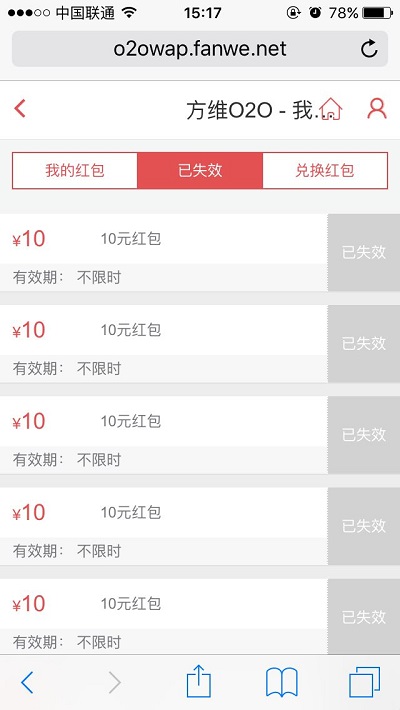 中国联通 15:17 78%
o2owap.fanwe.net
方维O2O - 我...
我的红包 已失效 兑换红包
¥10 10元红包 已失效
有效期： 不限时
¥10 10元红包 已失效
有效期： 不限时
¥10 10元红包 已失效
有效期： 不限时
¥10 10元红包 已失效
有效期： 不限时
¥10 10元红包 已失效
有效期： 不限时